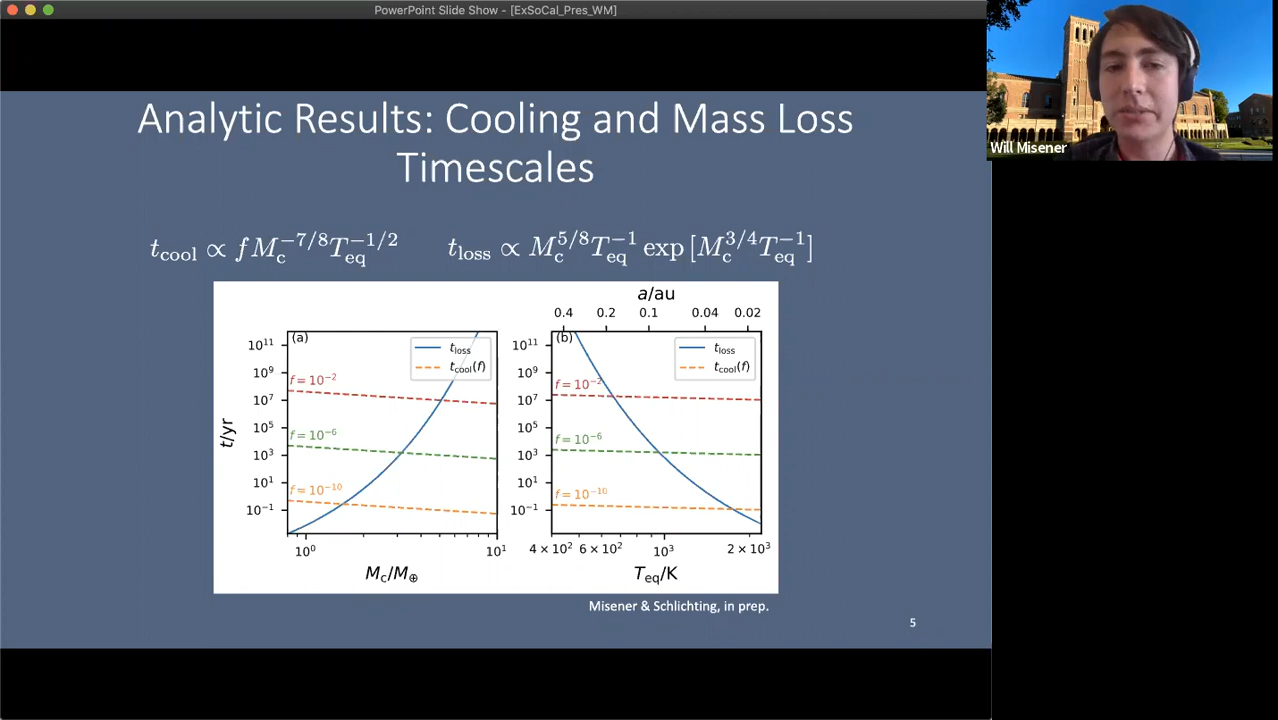 PowerPoint Slide Show - [ExSoCal_Pres_WM]
Will Misener
Analytic Results: Cooling and Mass Loss
Timescales
t_cool ∝ f M_c^{-7/8} T_eq^{-1/2}
t_loss ∝ M_c^{5/8} T_eq^{-1} exp [M_c^{3/4} T_eq^{-1}]
a/au
0.4 0.2 0.1 0.04 0.02
(a)
t_loss
t_cool(f)
10^{11}
10^9
10^7
10^5
10^3
10^1
10^{-1}
f = 10^{-2}
f = 10^{-6}
f = 10^{-10}
t/yr
10^0 10^1
M_c/M_⊕
(b)
t_loss
t_cool(f)
10^{11}
10^9
10^7
10^5
10^3
10^1
10^{-1}
f = 10^{-2}
f = 10^{-6}
f = 10^{-10}
4 × 10^2 6 × 10^2 10^3 2 × 10^3
T_eq/K
Misener & Schlichting, in prep.
5